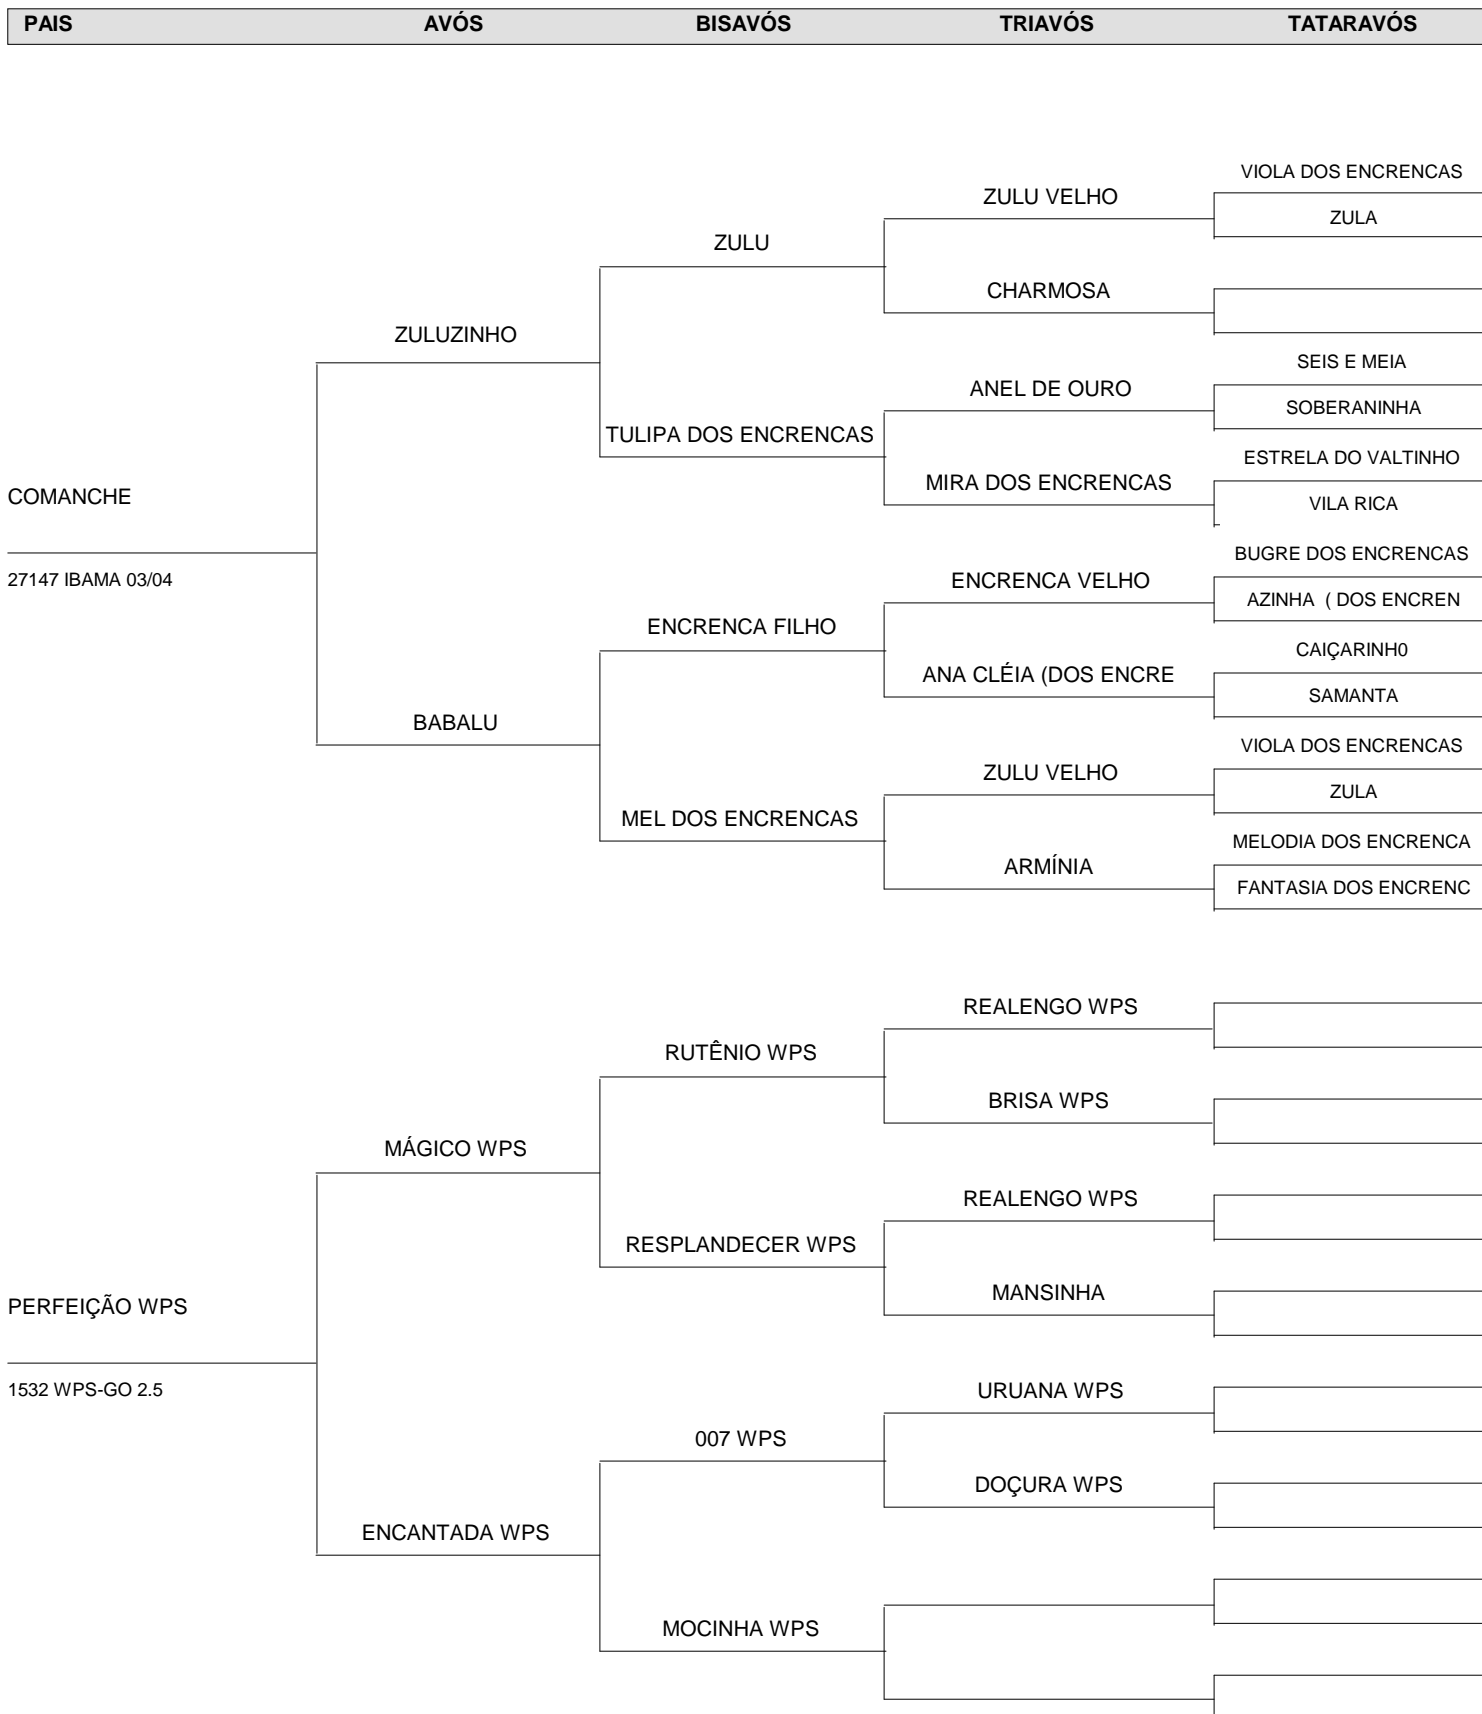 PAIS AVÓS BISAVÓS TRIAVÓS TATARAVÓS
VIOLA DOS ENCRENCAS
ZULU VELHO
ZULA
ZULU
CHARMOSA
ZULUZINHO
SEIS E MEIA
ANEL DE OURO
SOBERANINHA
TULIPA DOS ENCRENCAS
ESTRELA DO VALTINHO
MIRA DOS ENCRENCAS
COMANCHE
VILA RICA
BUGRE DOS ENCRENCAS
27147 IBAMA 03/04
ENCRENCA VELHO
AZINHA ( DOS ENCREN
ENCRENCA FILHO
CAIÇARINH0
ANA CLÉIA (DOS ENCRE
SAMANTA
BABALU
VIOLA DOS ENCRENCAS
ZULU VELHO
ZULA
MEL DOS ENCRENCAS
MELODIA DOS ENCRENCA
ARMÍNIA
FANTASIA DOS ENCRENC
REALENGO WPS
RUTÊNIO WPS
BRISA WPS
MÁGICO WPS
REALENGO WPS
RESPLANDECER WPS
MANSINHA
PERFEIÇÃO WPS
1532 WPS-GO 2.5
URUANA WPS
007 WPS
DOÇURA WPS
ENCANTADA WPS
MOCINHA WPS